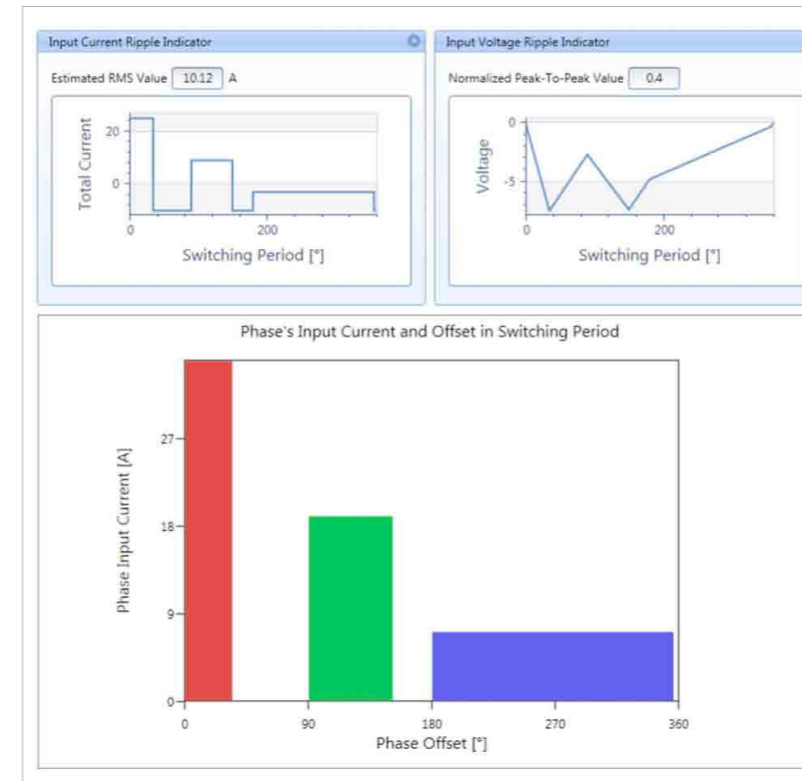 Input Current Ripple Indicator
Estimated RMS Value 10.12 A
Total Current
20
0
0
200
Switching Period [°]
Input Voltage Ripple Indicator
Normalized Peak-To-Peak Value 0.4
Voltage
0
-5
0
200
Switching Period [°]
Phase's Input Current and Offset in Switching Period
Phase Input Current [A]
27
18
9
0
0 90 180 270 360
Phase Offset [°]